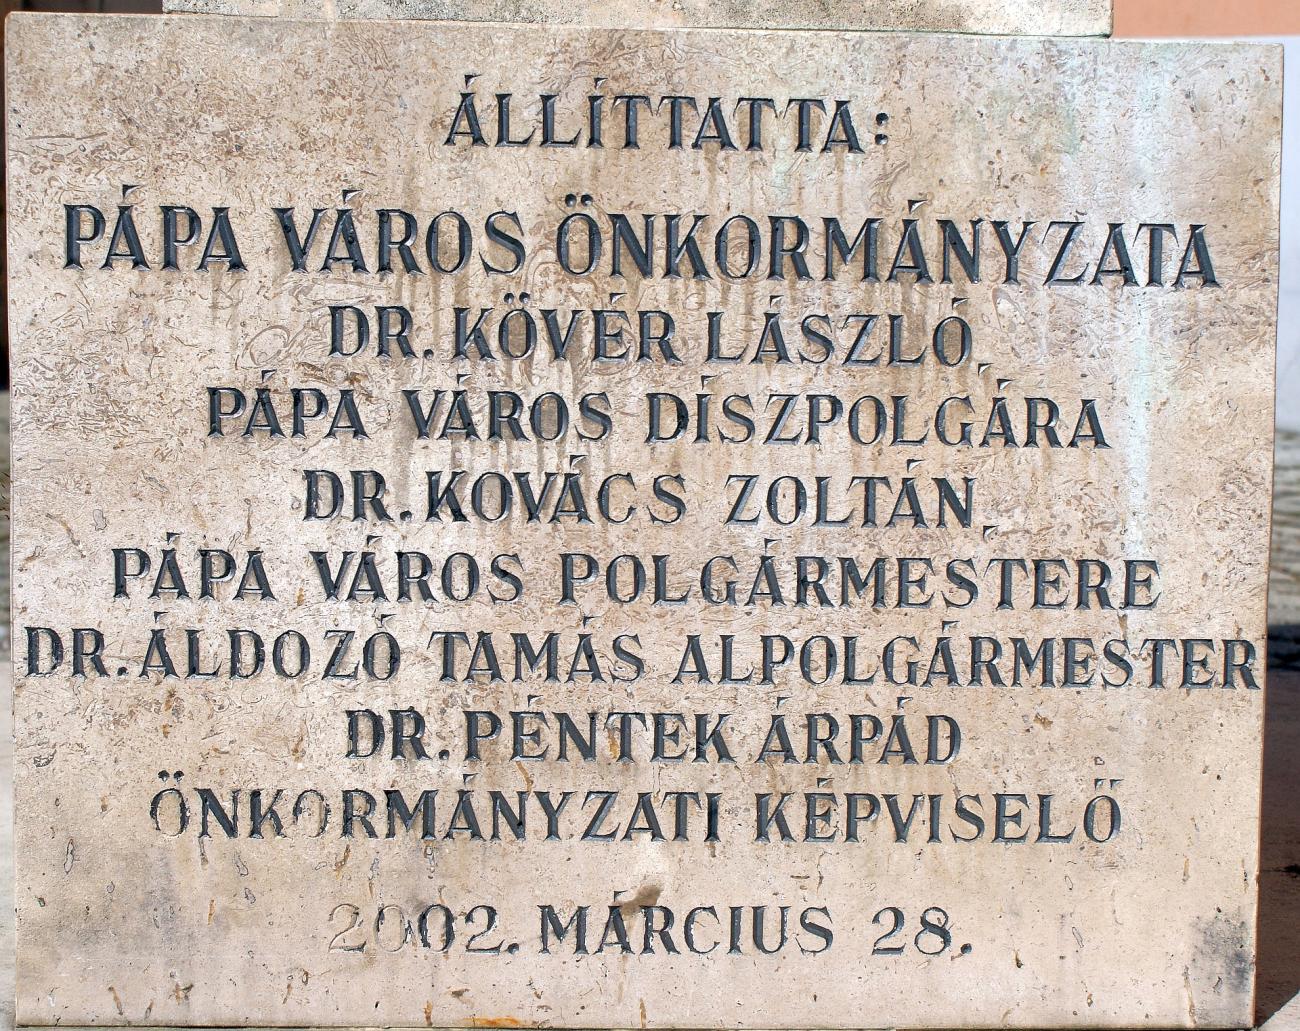 ÁLLÍTTATTA:
PÁPA VÁROS ÖNKORMÁNYZATA
DR. KÖVÉR LÁSZLÓ
PÁPA VÁROS DÍSZPOLGÁRA
DR. KOVÁCS ZOLTÁN
PÁPA VÁROS POLGÁRMESTERE
DR. ÁLDOZÓ TAMÁS ALPOLGÁRMESTER
DR. PÉNTEK ÁRPÁD
ÖNKORMÁNYZATI KÉPVISELŐ
2002. MÁRCIUS 28.